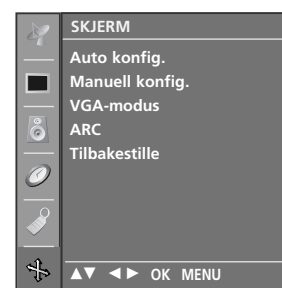 SKJERM
Auto konfig.
Manuell konfig.
VGA-modus
ARC
Tilbakestille
▲▼ ◄► OK MENU